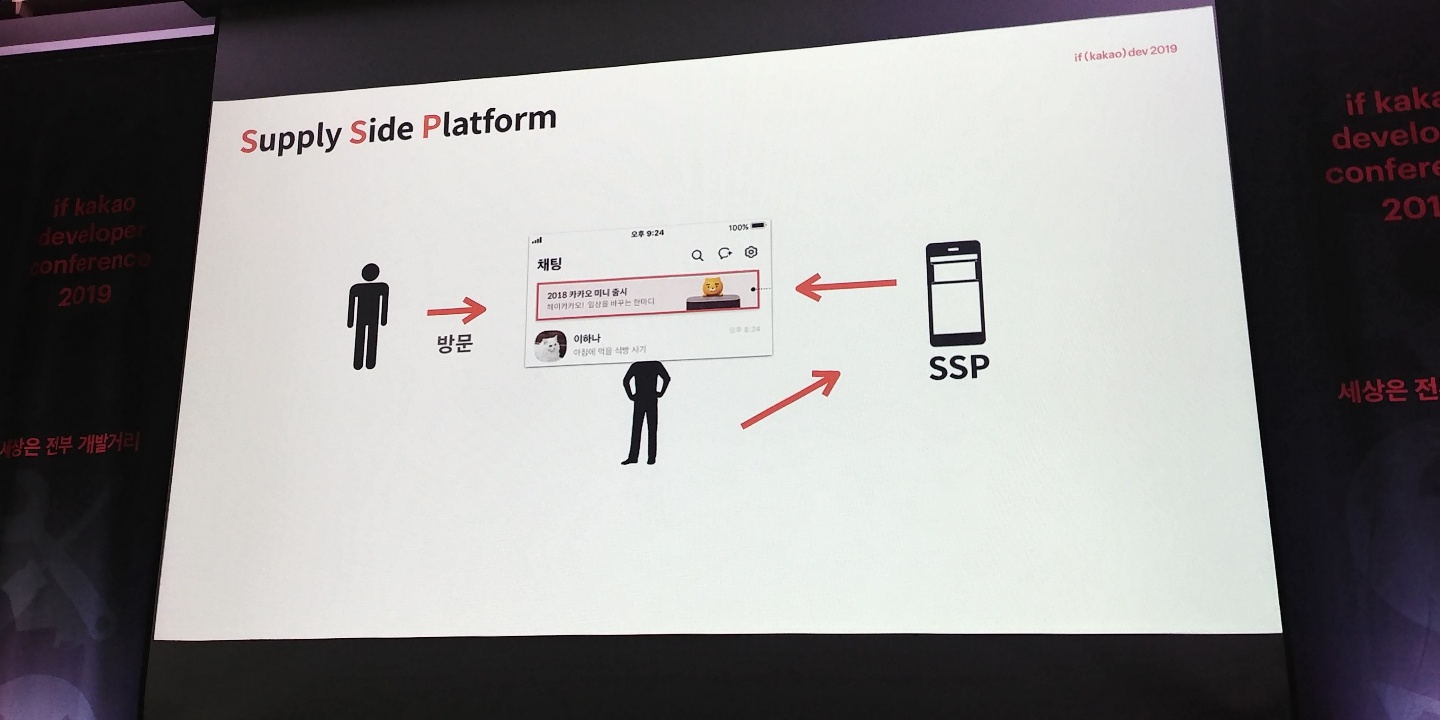 if (kakao) dev 2019
Supply Side Platform
오후 9:24
100%
채팅
2018 카카오 미니 출시
헤이카카오! 일상을 바꾸는 한마디
이하나
오후 8:24
아침에 먹을 식빵 사기
방문
SSP
if kakao
developer
conference
2019
세상은 전부 개발거리
if kaka
develo
confere
201
세상은 전